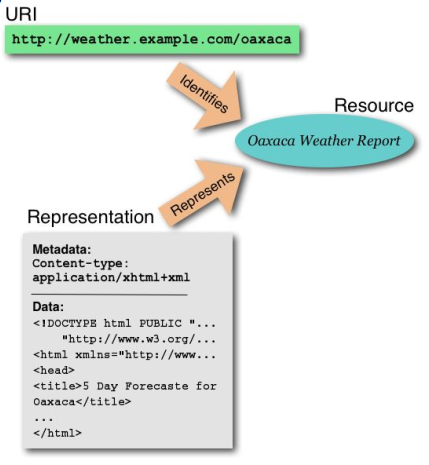 URI
http://weather.example.com/oaxaca
Identifies
Resource
Oaxaca Weather Report
Represents
Representation
Metadata:
Content-type:
application/xhtml+xml
Data:
<!DOCTYPE html PUBLIC "...
"http://www.w3.org/...
<html xmlns="http://www...
<head>
<title>5 Day Forecaste for
Oaxaca</title>
...
</html>